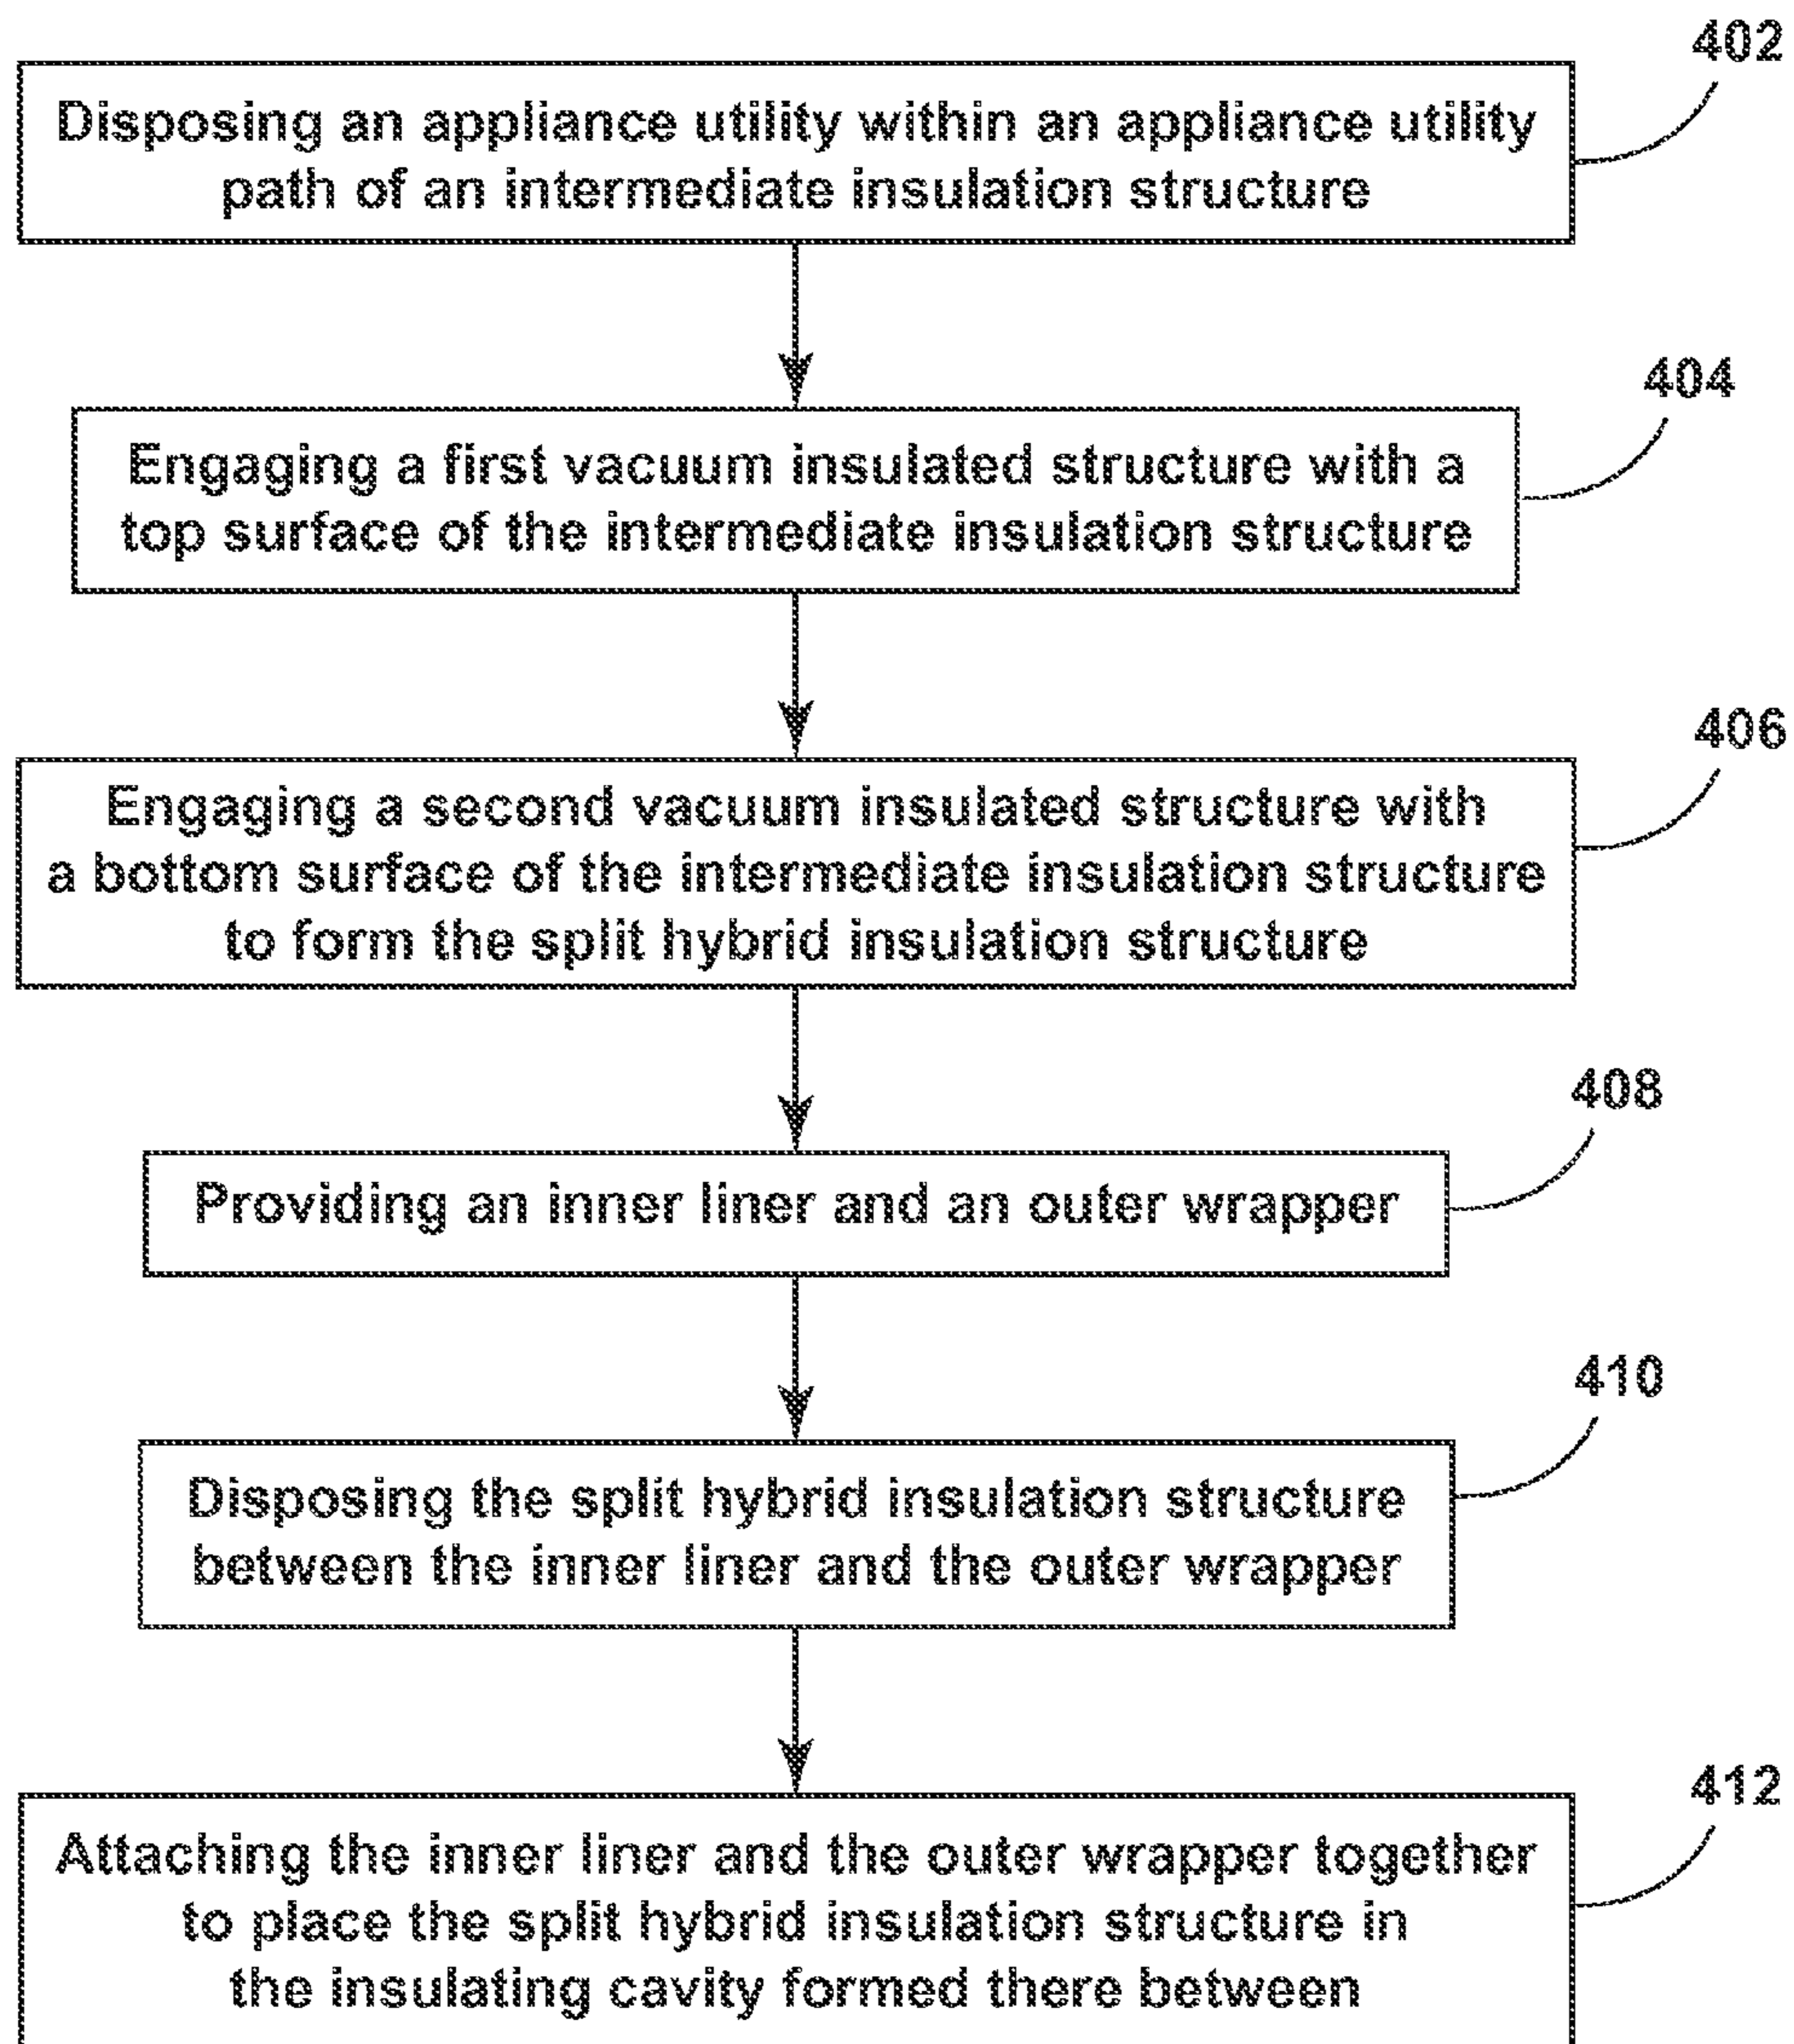 402
Disposing an appliance utility within an appliance utility
path of an intermediate insulation structure
404
Engaging a first vacuum insulated structure with a
top surface of the intermediate insulation structure
406
Engaging a second vacuum insulated structure with
a bottom surface of the intermediate insulation structure
to form the split hybrid insulation structure
408
Providing an inner liner and an outer wrapper
410
Disposing the split hybrid insulation structure
between the inner liner and the outer wrapper
412
Attaching the inner liner and the outer wrapper together
to place the split hybrid insulation structure in
the insulating cavity formed there between